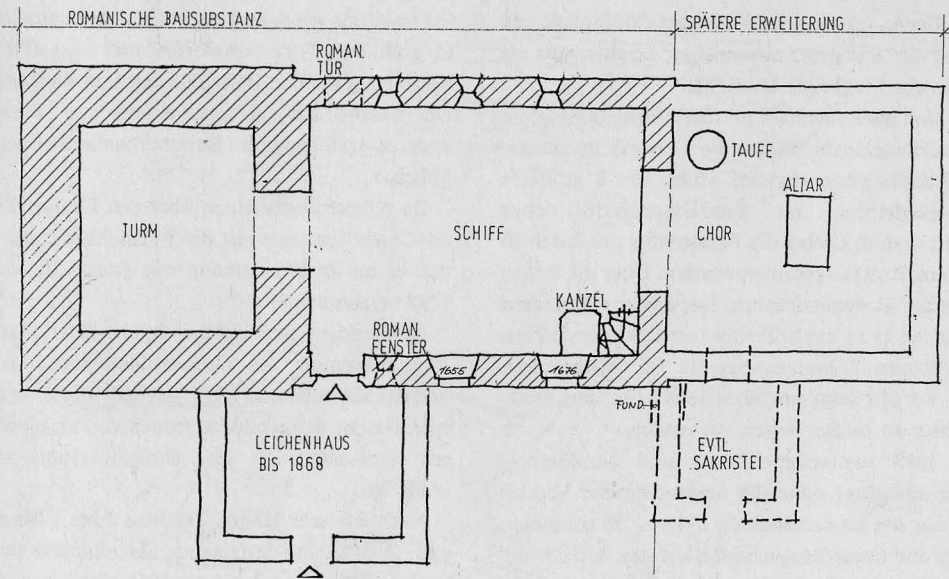 ROMANISCHE BAUSUBSTANZ
SPÄTERE ERWEITERUNG
ROMAN.
TÜR
TAUFE
ALTAR
TURM
SCHIFF
CHOR
KANZEL
ROMAN.
FENSTER
1655
1676
FUND.
LEICHENHAUS
BIS 1868
EVTL.
SAKRISTEI